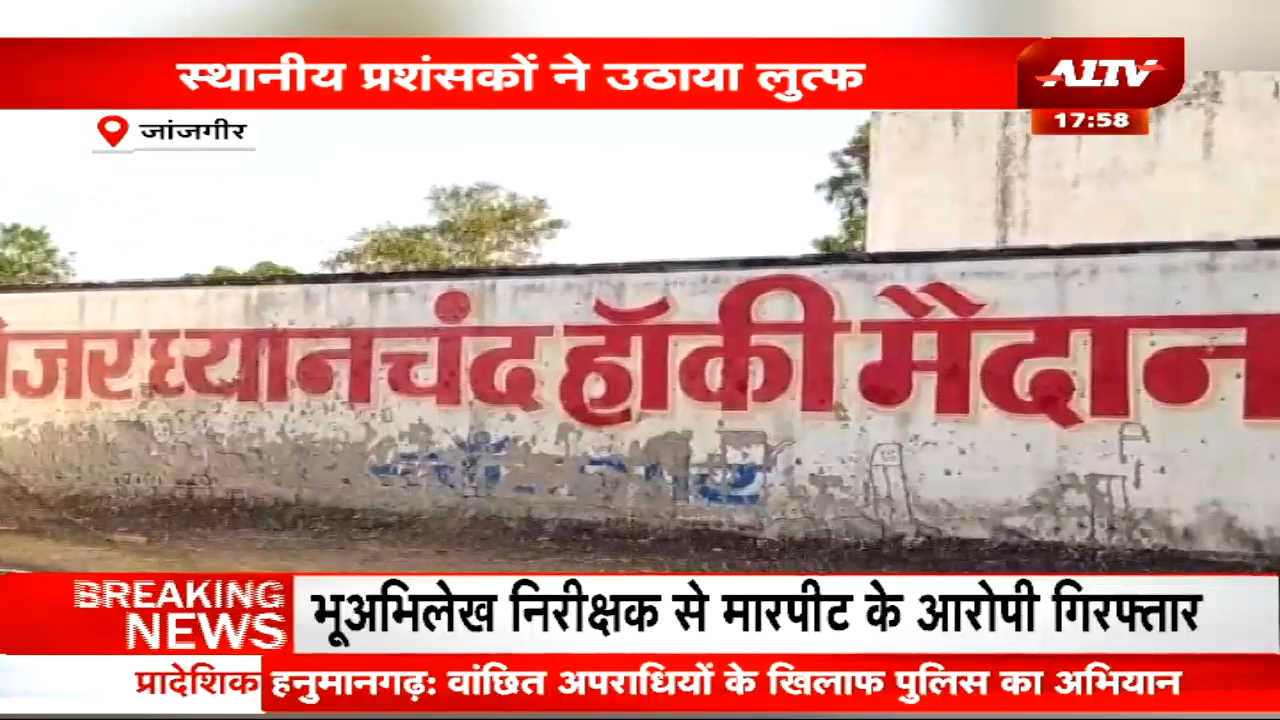 स्थानीय प्रशंसकों ने उठाया लुत्फ
ALTV
17:58
जांजगीर
मेजर ध्यानचंद हॉकी मैदान
BREAKING NEWS
भूअभिलेख निरीक्षक से मारपीट के आरोपी गिरफ्तार
प्रादेशिक हनुमानगढ़: वांछित अपराधियों के खिलाफ पुलिस का अभियान